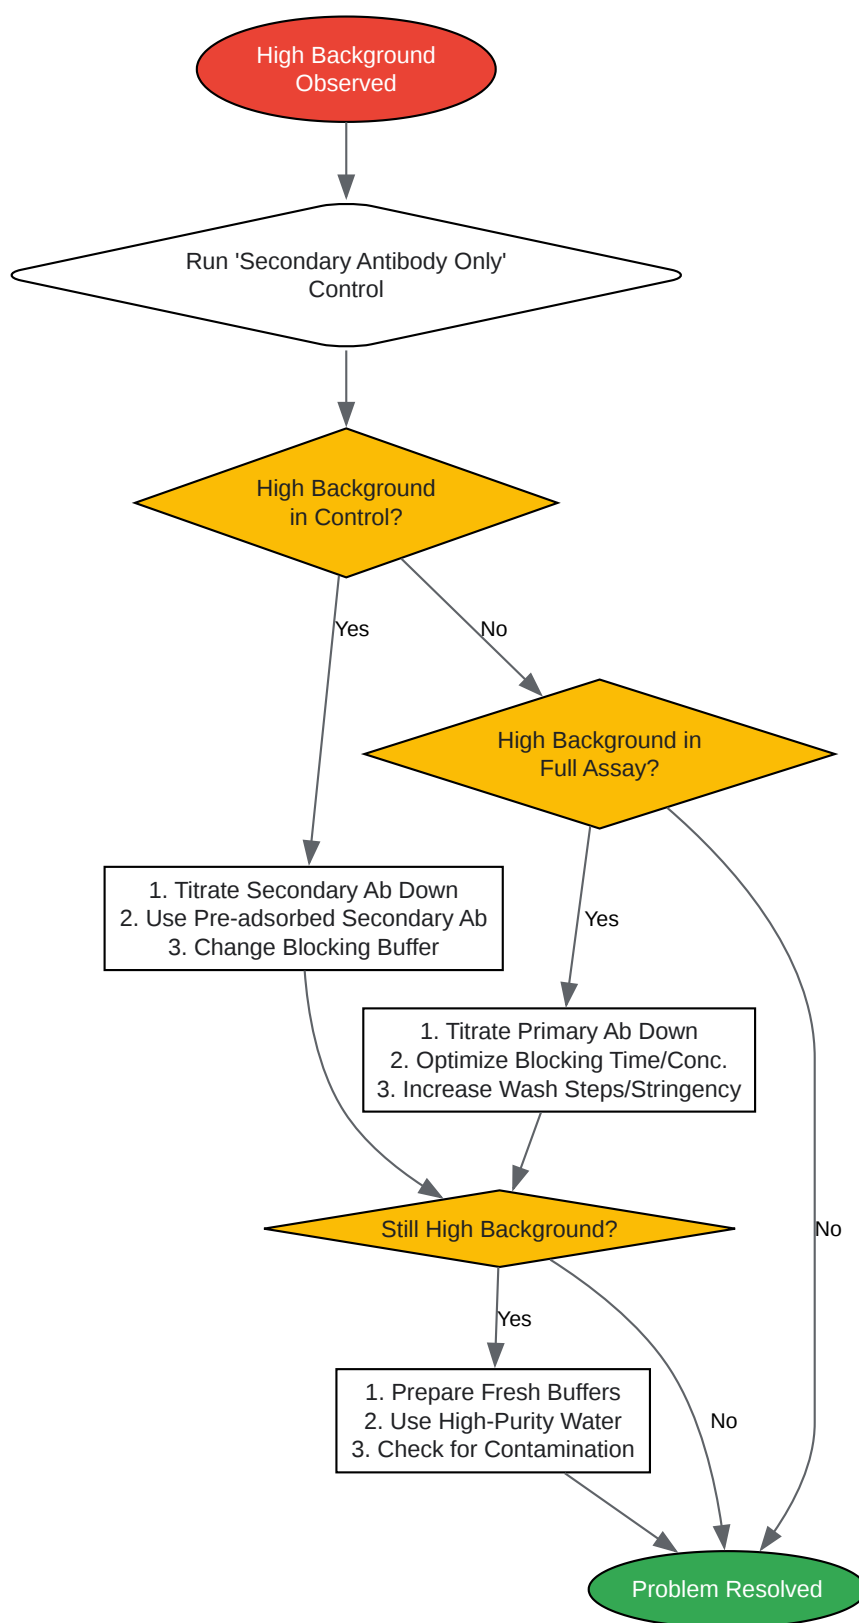 High Background
Observed
Run 'Secondary Antibody Only'
Control
High Background
in Control?
Yes
No
High Background in
Full Assay?
1. Titrate Secondary Ab Down
2. Use Pre-adsorbed Secondary Ab
3. Change Blocking Buffer
Yes
1. Titrate Primary Ab Down
2. Optimize Blocking Time/Conc.
3. Increase Wash Steps/Stringency
Still High Background?
No
Yes
1. Prepare Fresh Buffers
2. Use High-Purity Water
3. Check for Contamination
No
Problem Resolved